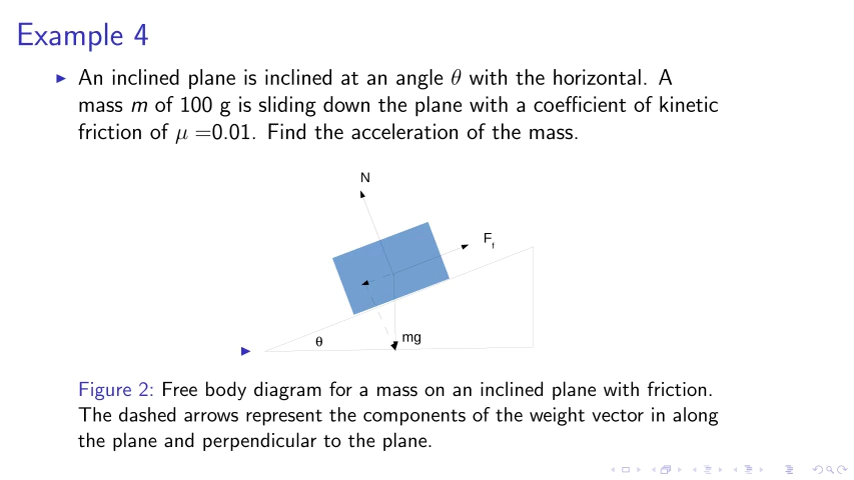 Example 4
An inclined plane is inclined at an angle θ with the horizontal. A
mass m of 100 g is sliding down the plane with a coefficient of kinetic
friction of μ =0.01. Find the acceleration of the mass.
N
F_f
mg
θ
Figure 2: Free body diagram for a mass on an inclined plane with friction.
The dashed arrows represent the components of the weight vector in along
the plane and perpendicular to the plane.